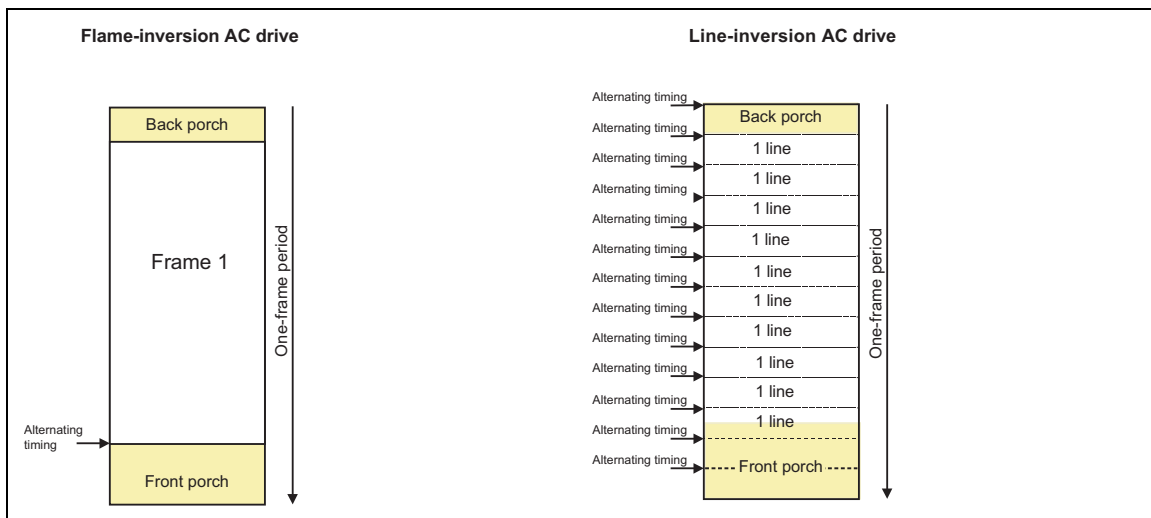 Flame-inversion AC drive
Back porch
Frame 1
One-frame period
Alternating
timing
Front porch
Line-inversion AC drive
Alternating timing
Back porch
Alternating timing
1 line
Alternating timing
1 line
Alternating timing
1 line
Alternating timing
1 line
Alternating timing
1 line
Alternating timing
1 line
Alternating timing
1 line
Alternating timing
1 line
Alternating timing
1 line
Alternating timing
1 line
Alternating timing
Alternating timing
Front porch
One-frame period